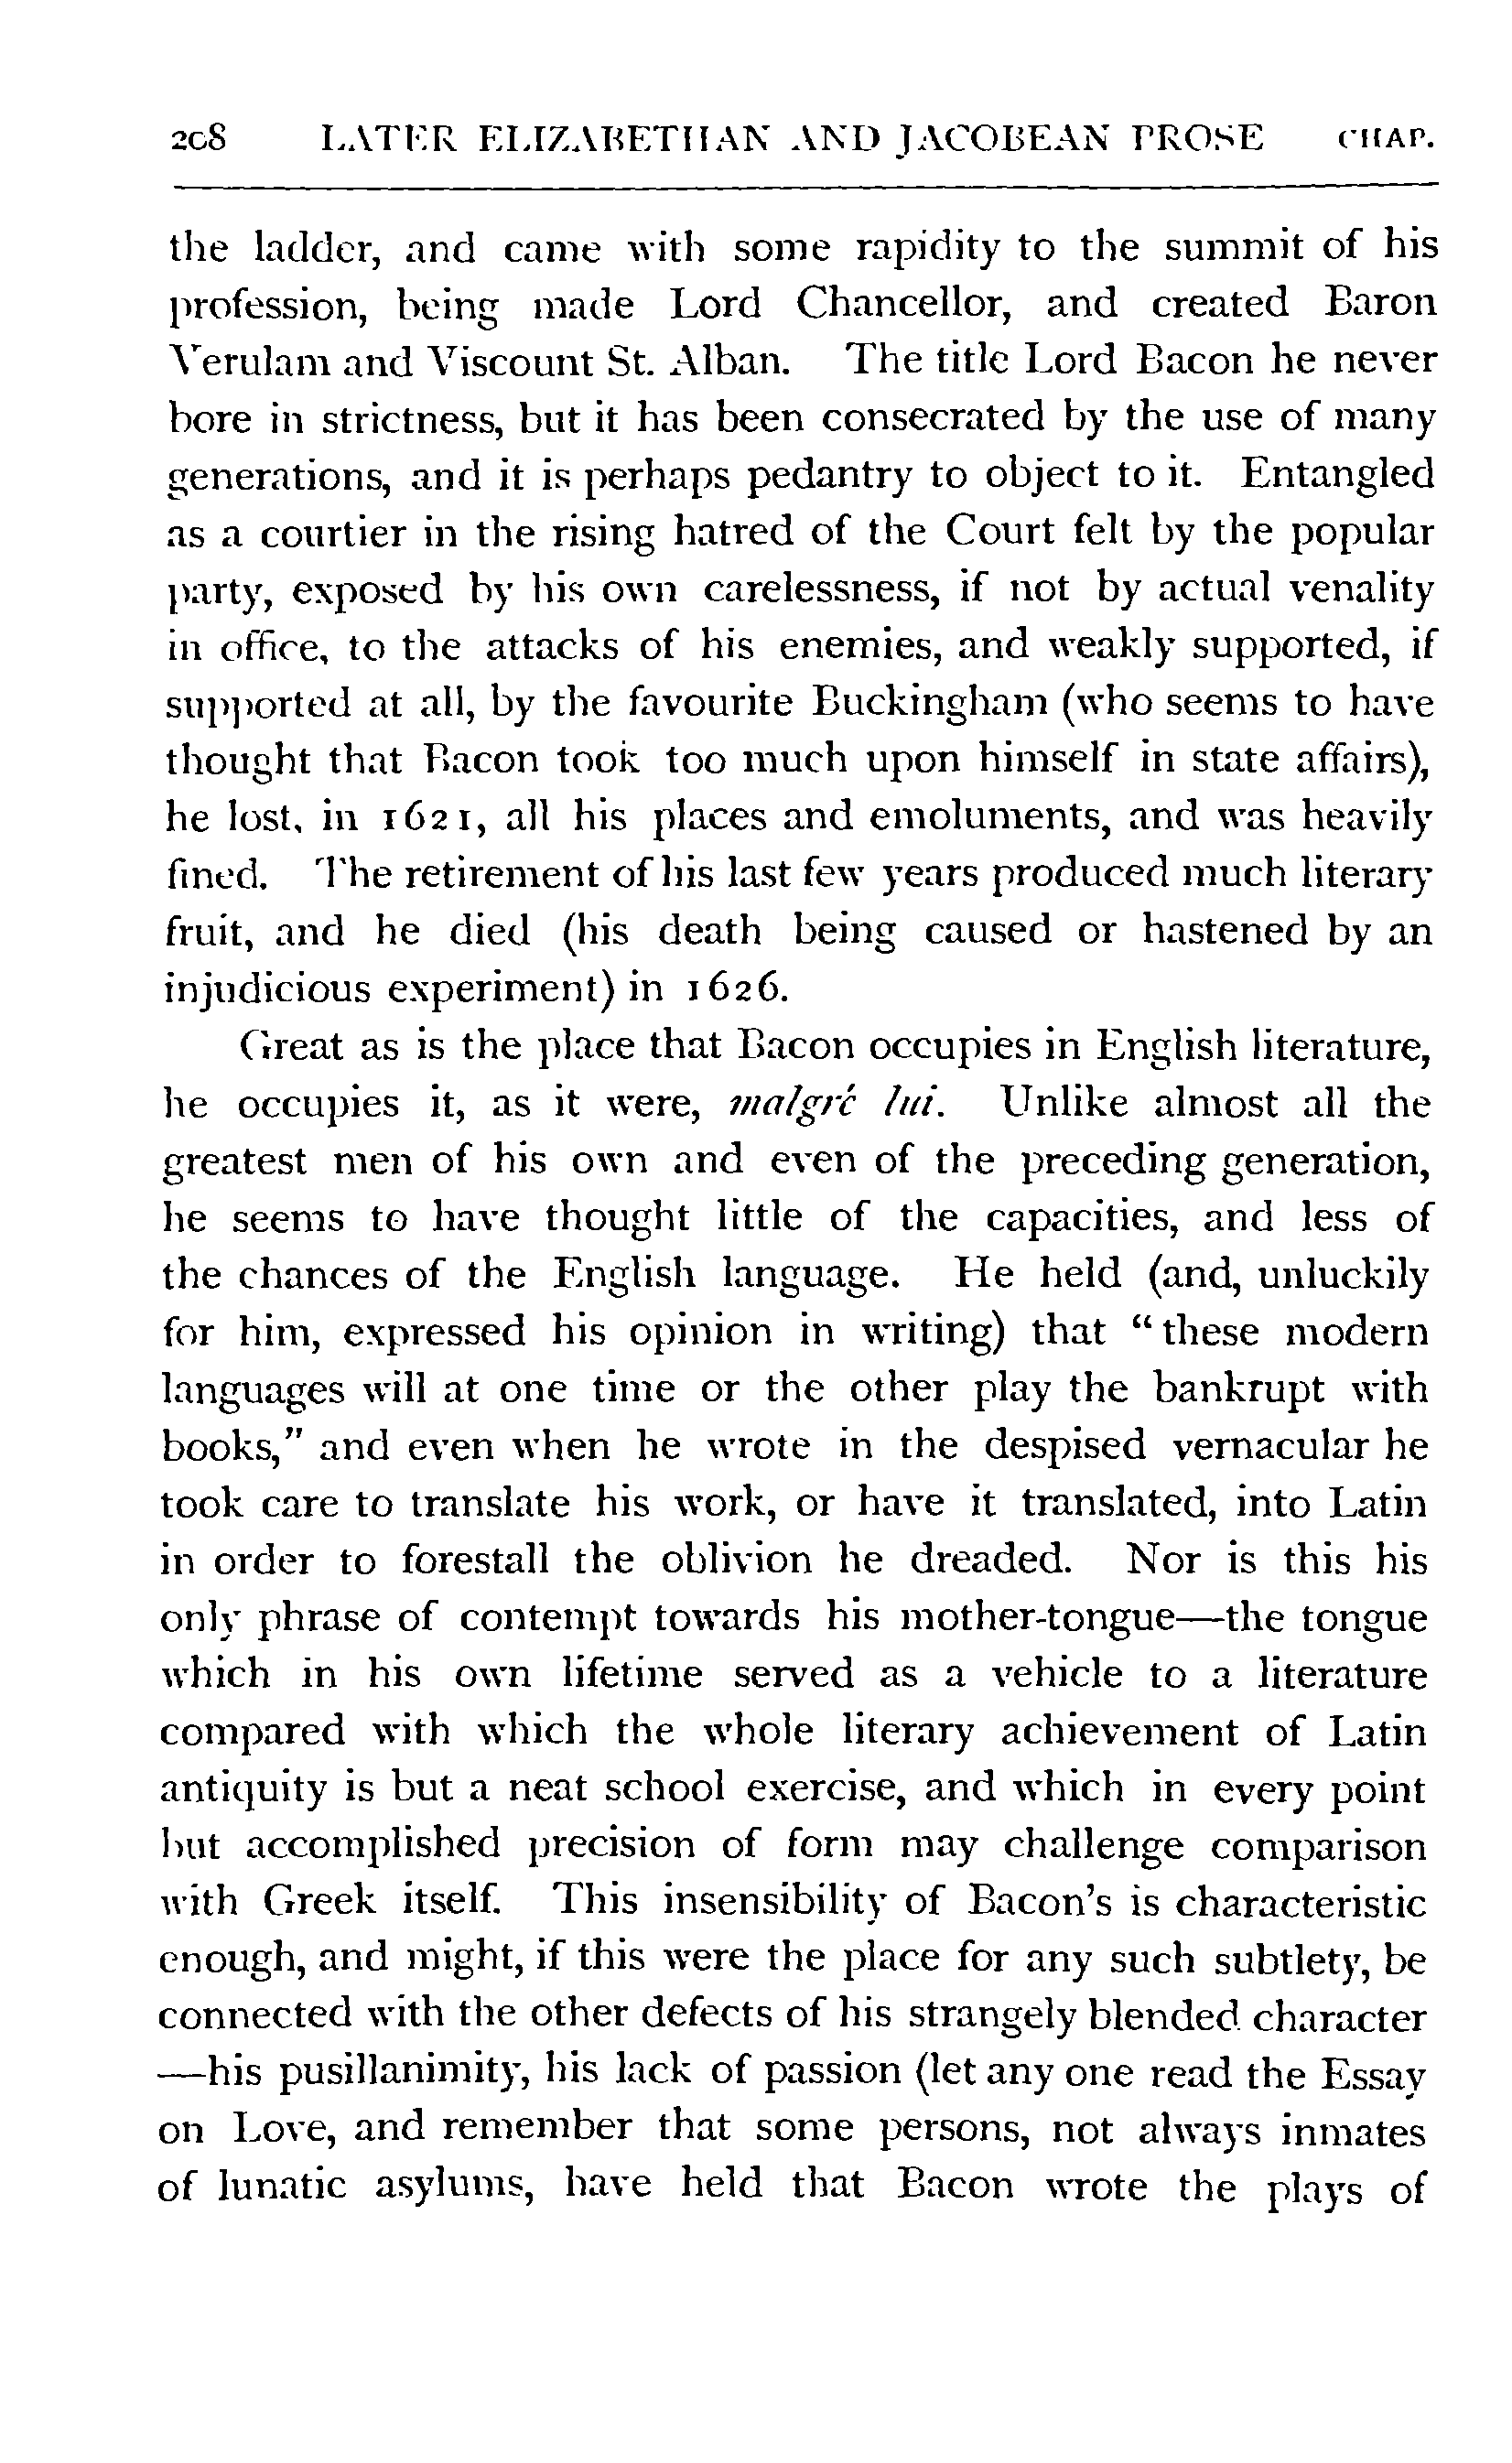 208 LATER ELIZABETHAN AND JACOBEAN PROSE CHAP.
the ladder, and came with some rapidity to the summit of his
profession, being made Lord Chancellor, and created Baron
Verulam and Viscount St. Alban. The title Lord Bacon he never
bore in strictness, but it has been consecrated by the use of many
generations, and it is perhaps pedantry to object to it. Entangled
as a courtier in the rising hatred of the Court felt by the popular
party, exposed by his own carelessness, if not by actual venality
in office, to the attacks of his enemies, and weakly supported, if
supported at all, by the favourite Buckingham (who seems to have
thought that Bacon took too much upon himself in state affairs),
he lost, in 1621, all his places and emoluments, and was heavily
fined. The retirement of his last few years produced much literary
fruit, and he died (his death being caused or hastened by an
injudicious experiment) in 1626.
Great as is the place that Bacon occupies in English literature,
he occupies it, as it were, malgré lui. Unlike almost all the
greatest men of his own and even of the preceding generation,
he seems to have thought little of the capacities, and less of
the chances of the English language. He held (and, unluckily
for him, expressed his opinion in writing) that "these modern
languages will at one time or the other play the bankrupt with
books," and even when he wrote in the despised vernacular he
took care to translate his work, or have it translated, into Latin
in order to forestall the oblivion he dreaded. Nor is this his
only phrase of contempt towards his mother-tongue—the tongue
which in his own lifetime served as a vehicle to a literature
compared with which the whole literary achievement of Latin
antiquity is but a neat school exercise, and which in every point
but accomplished precision of form may challenge comparison
with Greek itself. This insensibility of Bacon's is characteristic
enough, and might, if this were the place for any such subtlety, be
connected with the other defects of his strangely blended character
—his pusillanimity, his lack of passion (let any one read the Essay
on Love, and remember that some persons, not always inmates
of lunatic asylums, have held that Bacon wrote the plays of